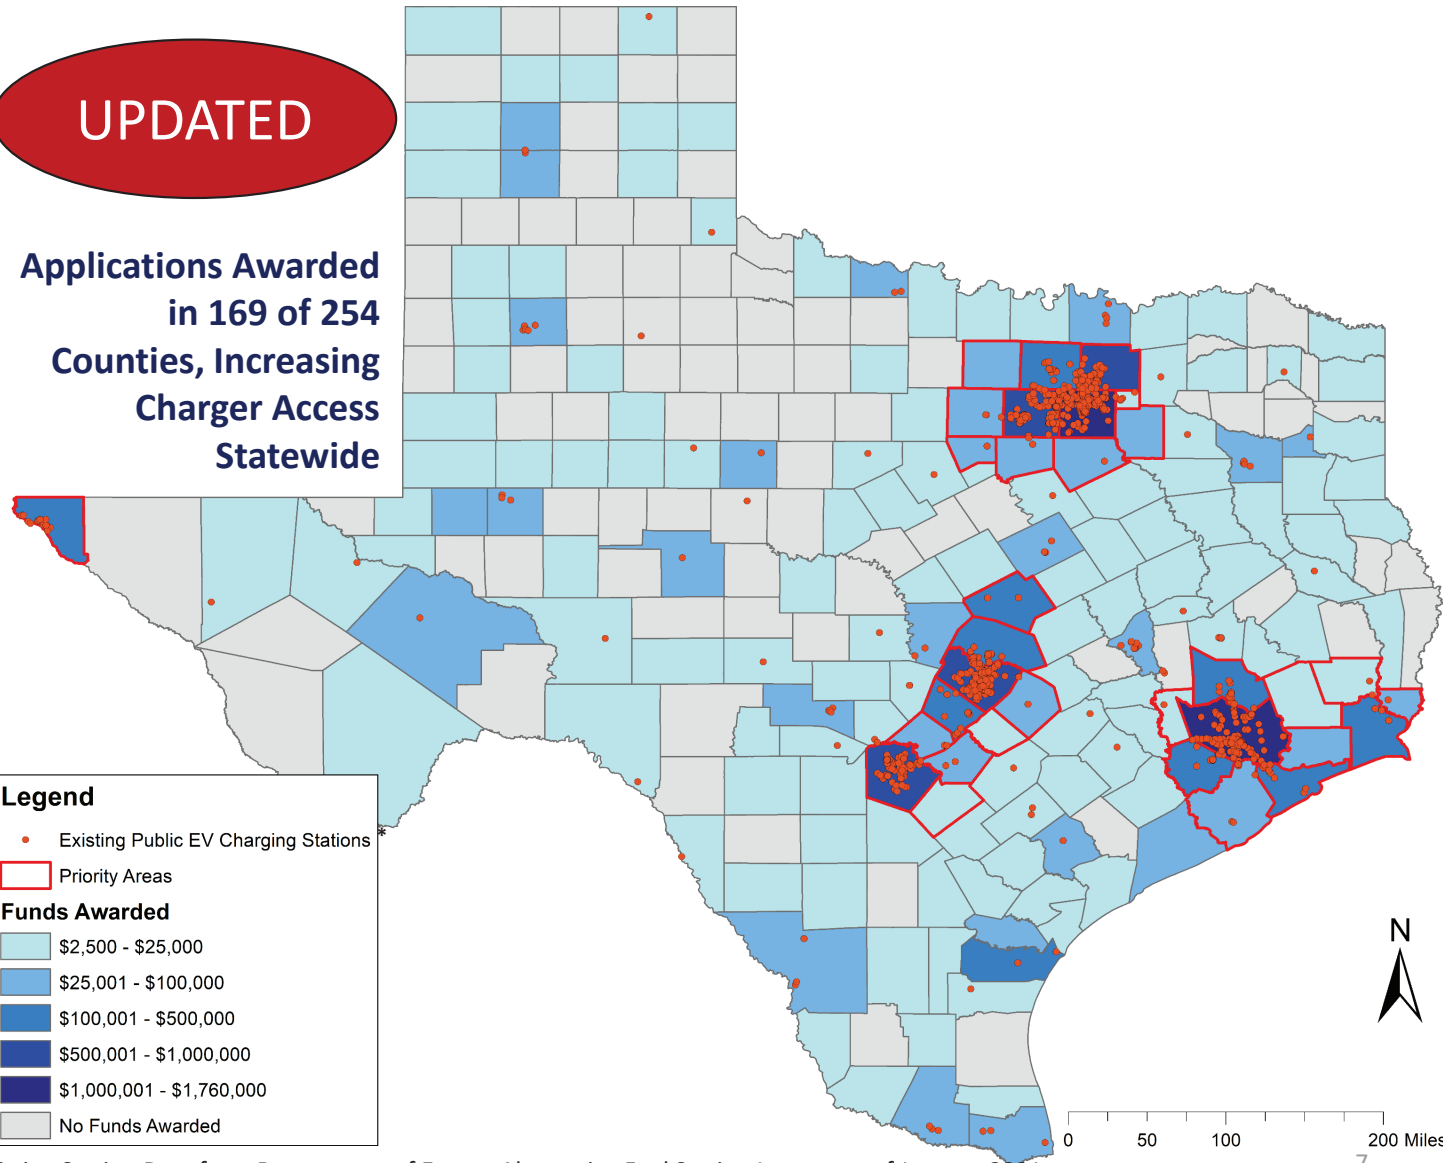 UPDATED
Applications Awarded
in 169 of 254
Counties, Increasing
Charger Access
Statewide
Legend
Existing Public EV Charging Stations*
Priority Areas
Funds Awarded
$2,500 - $25,000
$25,001 - $100,000
$100,001 - $500,000
$500,001 - $1,000,000
$1,000,001 - $1,760,000
No Funds Awarded
N
0 50 100 200 Miles
7